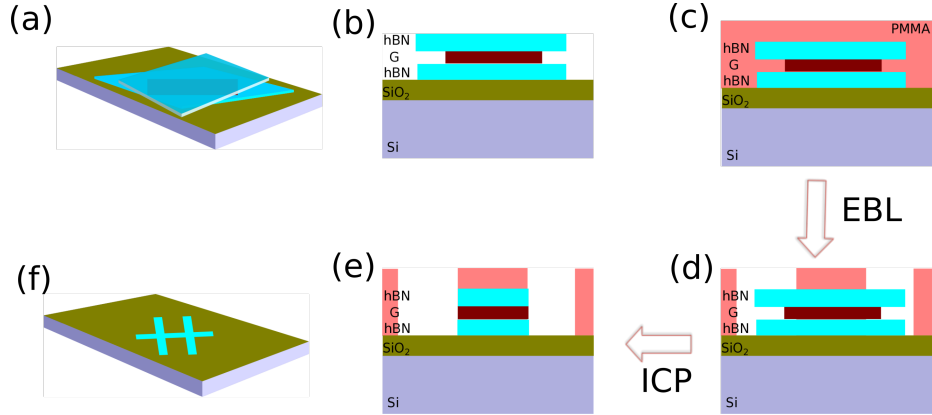 (a)
(b)
hBN
G
hBN
SiO2
Si
(c)
PMMA
hBN
G
hBN
SiO2
Si
EBL
(f)
(e)
hBN
G
hBN
SiO2
Si
ICP
(d)
hBN
G
hBN
SiO2
Si